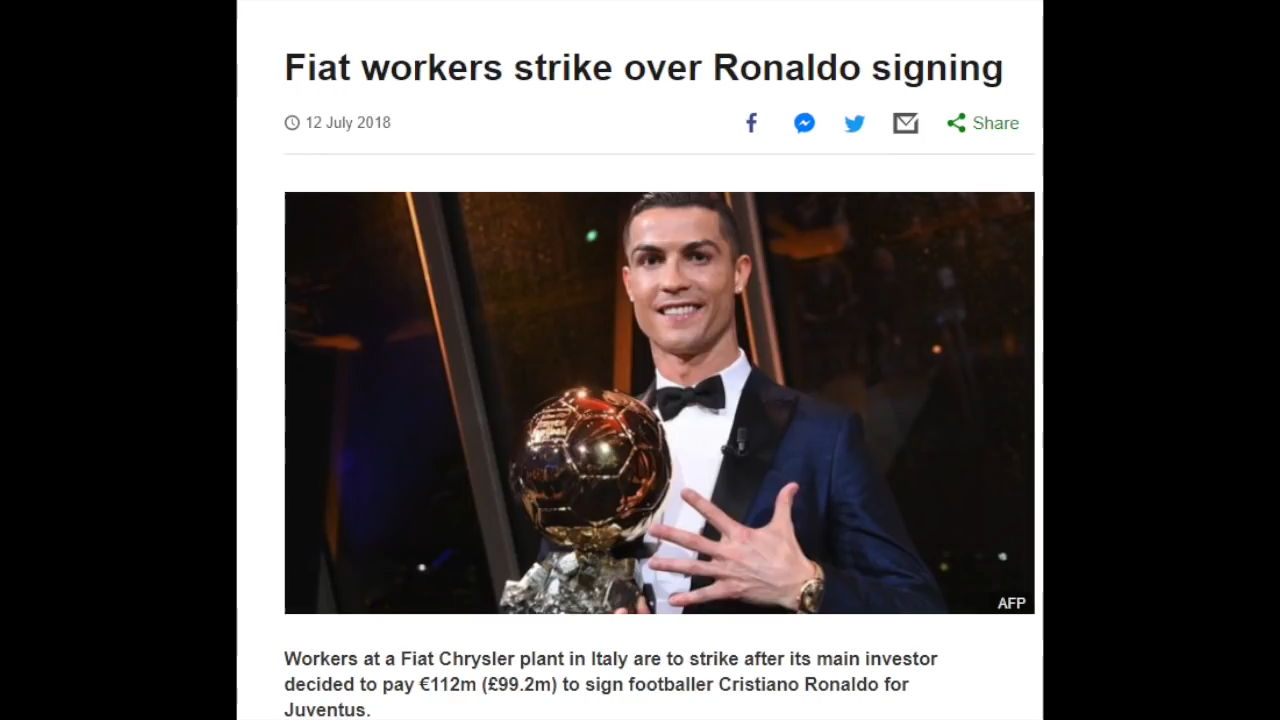 Fiat workers strike over Ronaldo signing
12 July 2018
Share
AFP
Workers at a Fiat Chrysler plant in Italy are to strike after its main investor
decided to pay €112m (£99.2m) to sign footballer Cristiano Ronaldo for
Juventus.